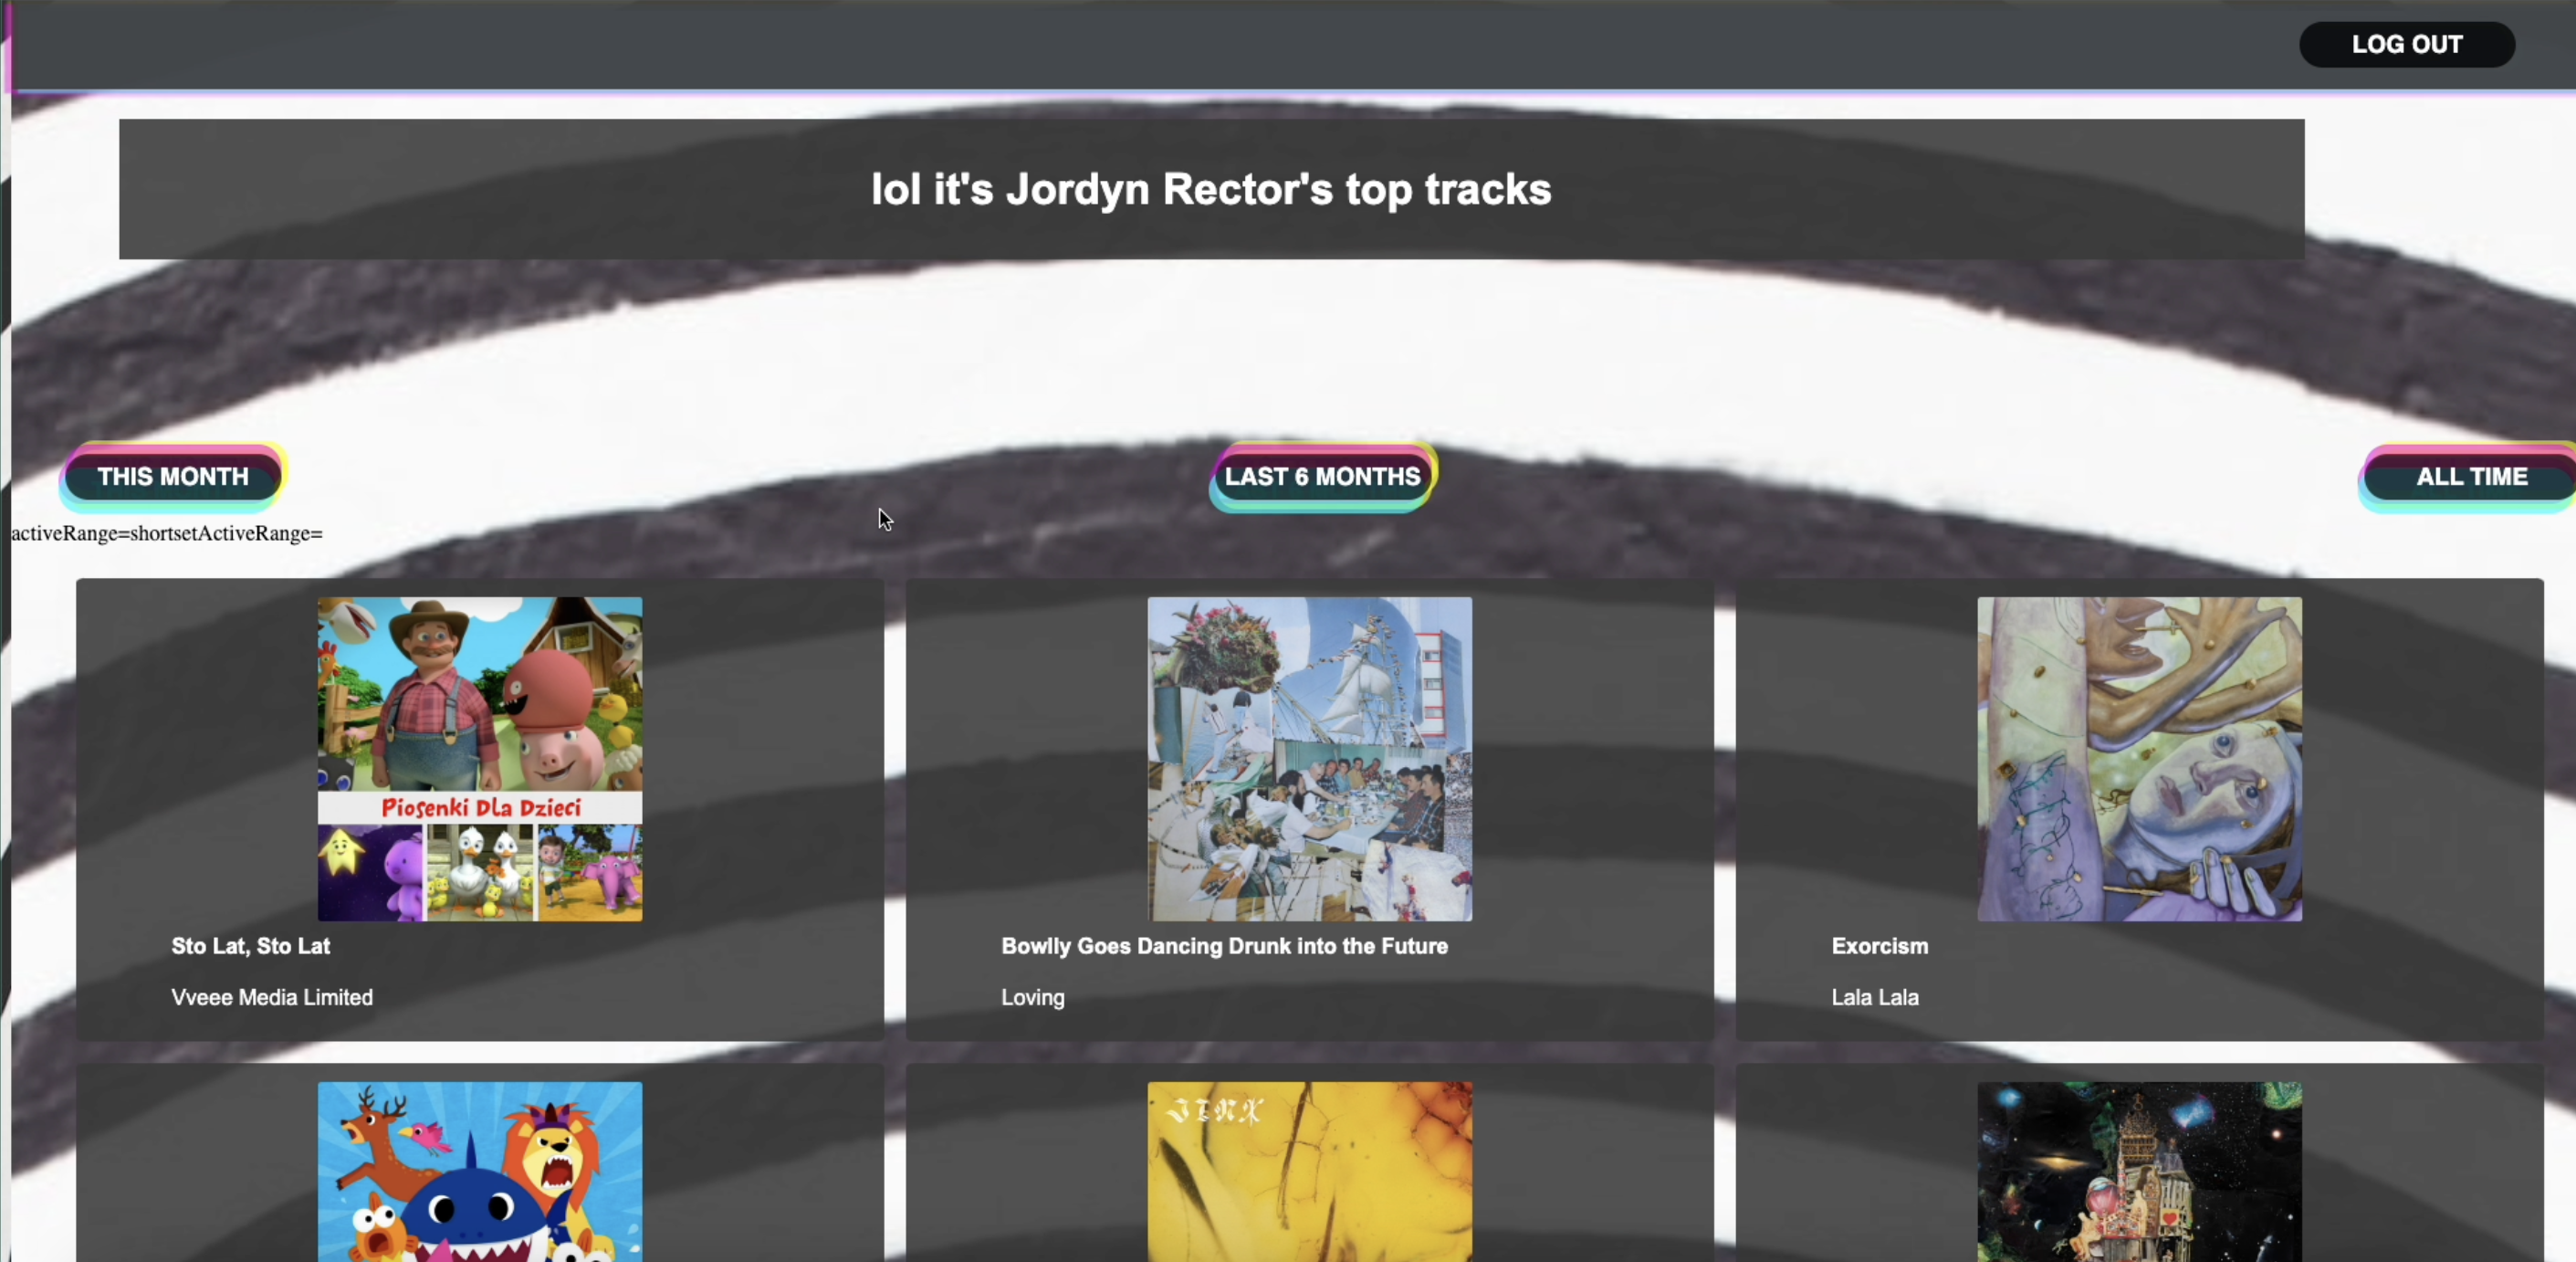 LOG OUT
lol it's Jordyn Rector's top tracks
THIS MONTH
LAST 6 MONTHS
ALL TIME
activeRange=shortsetActiveRange=
Piosenki Dla Dzieci
Sto Lat, Sto Lat
Vveee Media Limited
Bowlly Goes Dancing Drunk into the Future
Loving
Exorcism
Lala Lala
JINX